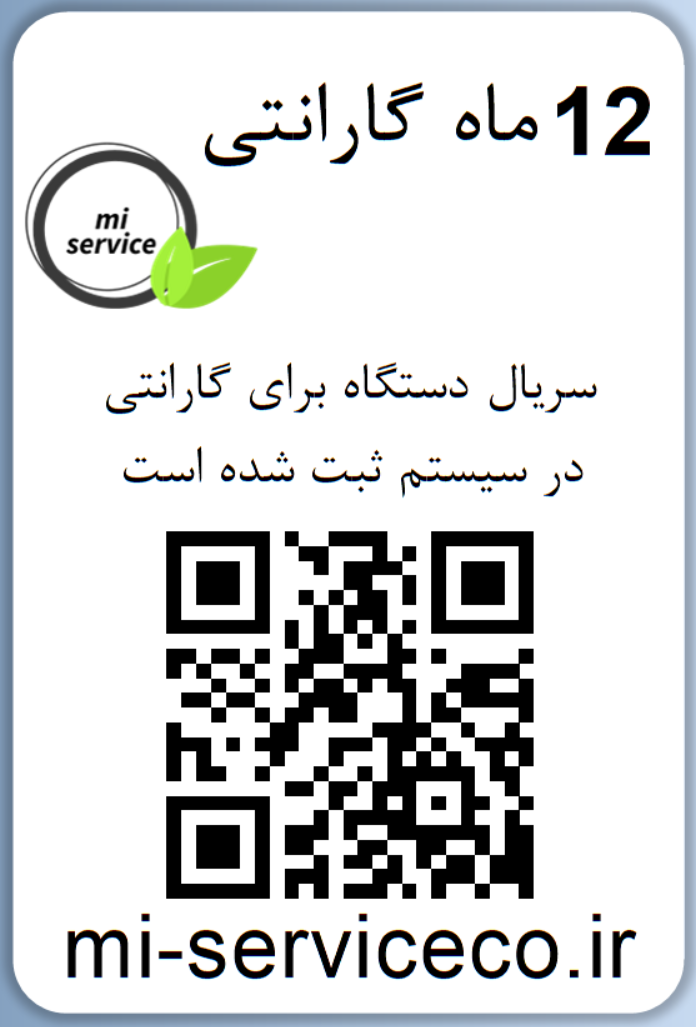 12 ماه گارانتی
mi
service
سریال دستگاه برای گارانتی
در سیستم ثبت شده است
mi-serviceco.ir